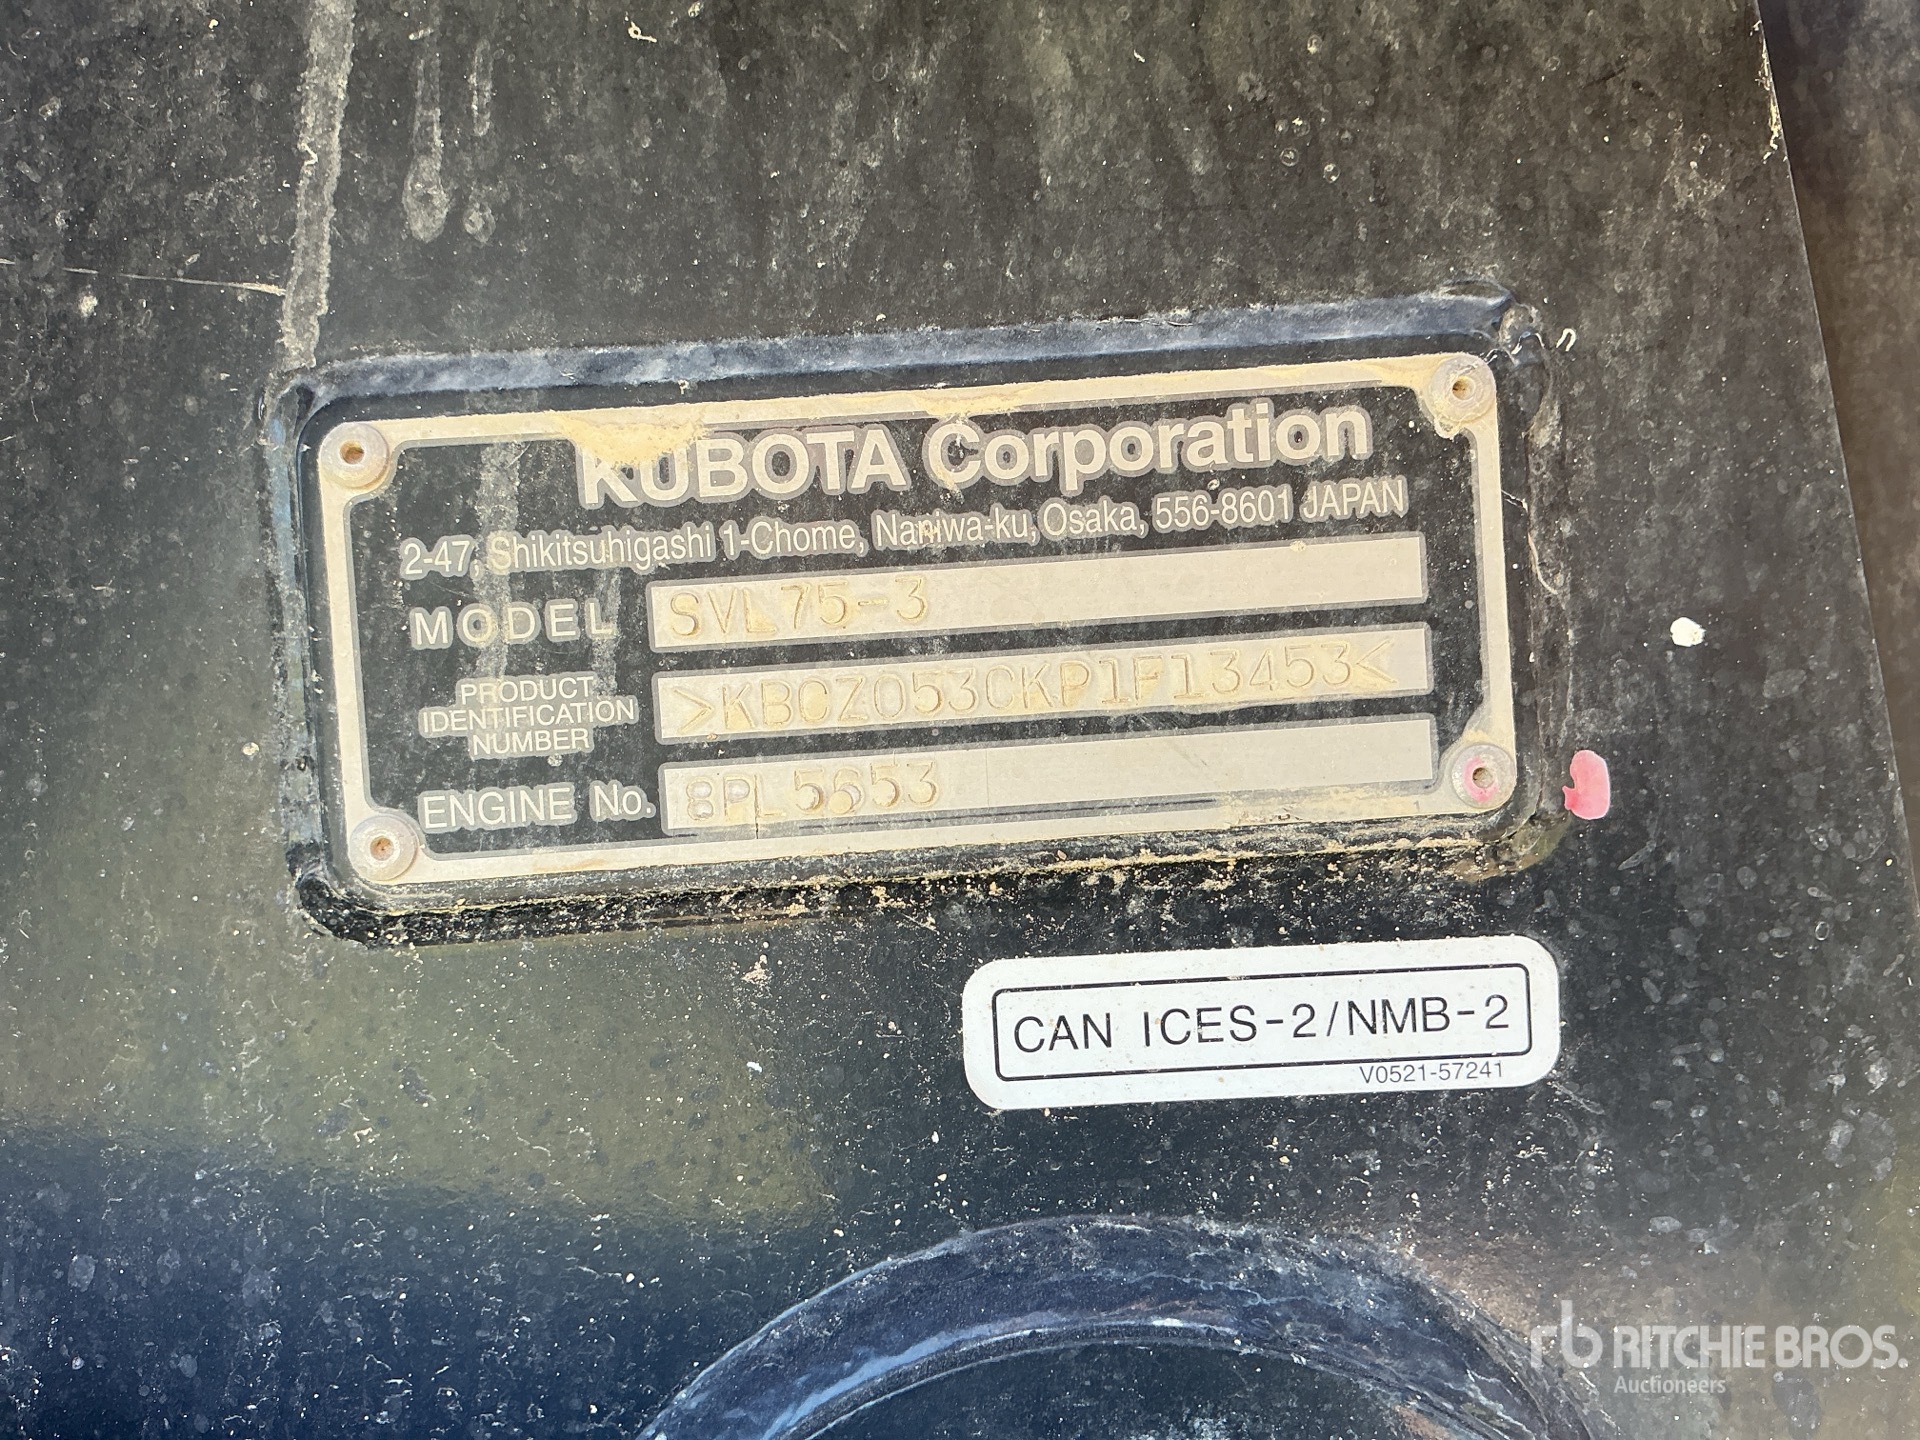 KUBOTA Corporation
2-47, Shikitsuhigashi 1-Chome, Naniwa-ku, Osaka, 556-8601 JAPAN
MODEL SVL75-3
PRODUCT
IDENTIFICATION
NUMBER
>KBCZ053CKP1F13453<
ENGINE No. 8PL5653
CAN ICES-2/NMB-2
V0521-57241
rb RITCHIE BROS.
Auctioneers